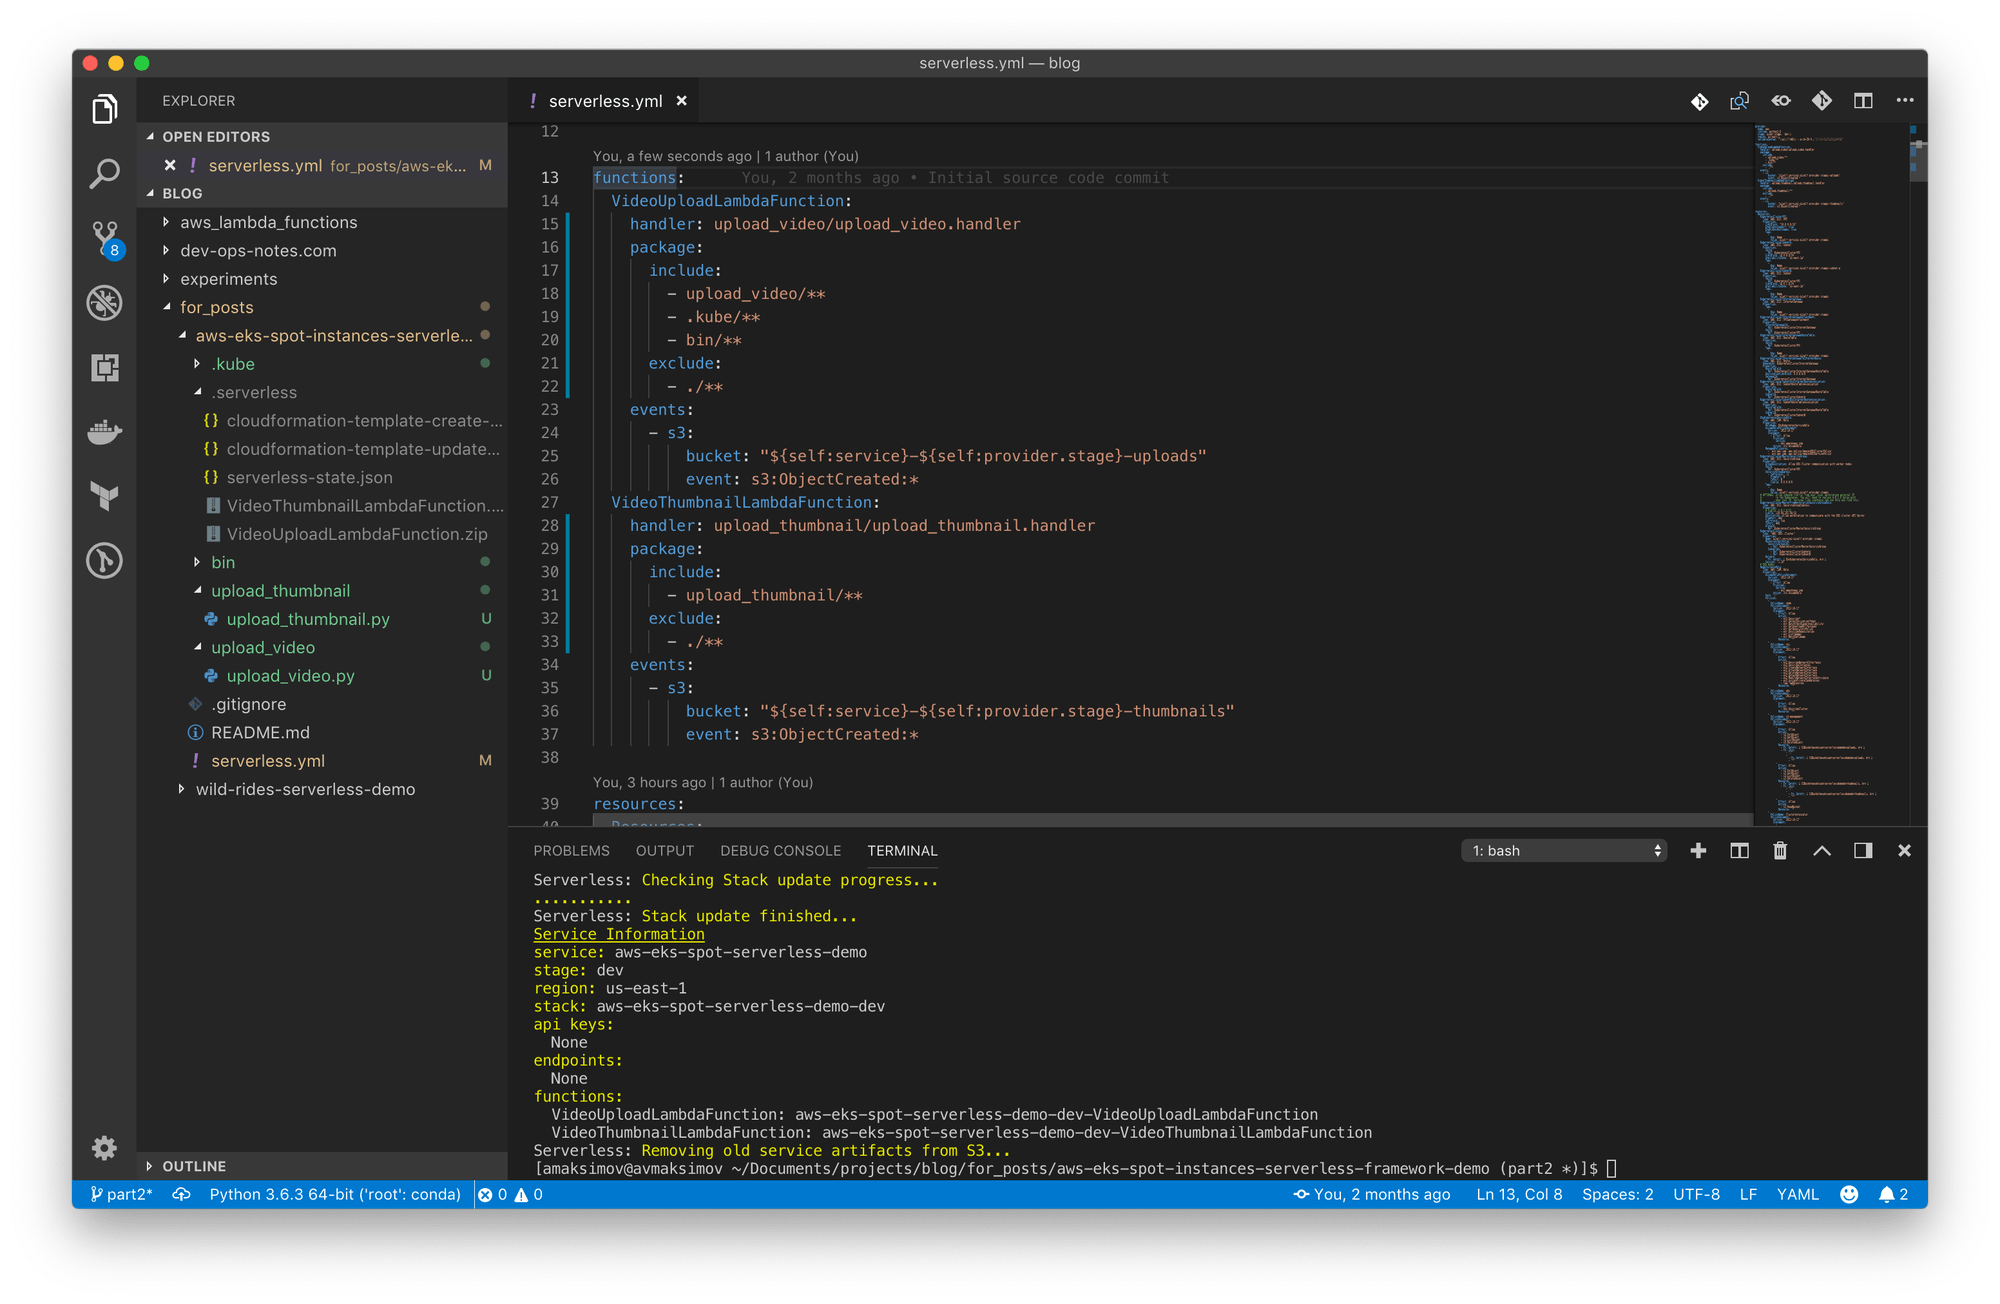 serverless.yml — blog
EXPLORER
OPEN EDITORS
serverless.yml for_posts/aws-ek... M
BLOG
aws_lambda_functions
dev-ops-notes.com
experiments
for_posts
aws-eks-spot-instances-serverle...
.kube
.serverless
{} cloudformation-template-create-...
{} cloudformation-template-update...
{} serverless-state.json
VideoThumbnailLambdaFunction....
VideoUploadLambdaFunction.zip
bin
upload_thumbnail
upload_thumbnail.py U
upload_video
upload_video.py U
.gitignore
README.md
! serverless.yml M
wild-rides-serverless-demo
OUTLINE
8
! serverless.yml
12
You, a few seconds ago | 1 author (You)
13 functions: You, 2 months ago • Initial source code commit
14 VideoUploadLambdaFunction:
15 handler: upload_video/upload_video.handler
16 package:
17 include:
18 - upload_video/**
19 - .kube/**
20 - bin/**
21 exclude:
22 - ./**
23 events:
24 - s3:
25 bucket: "${self:service}-${self:provider.stage}-uploads"
26 event: s3:ObjectCreated:*
27 VideoThumbnailLambdaFunction:
28 handler: upload_thumbnail/upload_thumbnail.handler
29 package:
30 include:
31 - upload_thumbnail/**
32 exclude:
33 - ./**
34 events:
35 - s3:
36 bucket: "${self:service}-${self:provider.stage}-thumbnails"
37 event: s3:ObjectCreated:*
38
You, 3 hours ago | 1 author (You)
39 resources:
40 Resources:
PROBLEMS OUTPUT DEBUG CONSOLE TERMINAL 1: bash
Serverless: Checking Stack update progress...
............
Serverless: Stack update finished...
Service Information
service: aws-eks-spot-serverless-demo
stage: dev
region: us-east-1
stack: aws-eks-spot-serverless-demo-dev
api keys:
None
endpoints:
None
functions:
VideoUploadLambdaFunction: aws-eks-spot-serverless-demo-dev-VideoUploadLambdaFunction
VideoThumbnailLambdaFunction: aws-eks-spot-serverless-demo-dev-VideoThumbnailLambdaFunction
Serverless: Removing old service artifacts from S3...
[amaksimov@avmaksimov ~/Documents/projects/blog/for_posts/aws-eks-spot-instances-serverless-framework-demo (part2 *)]$
part2* Python 3.6.3 64-bit ('root': conda) 0 0 You, 2 months ago Ln 13, Col 8 Spaces: 2 UTF-8 LF YAML 2